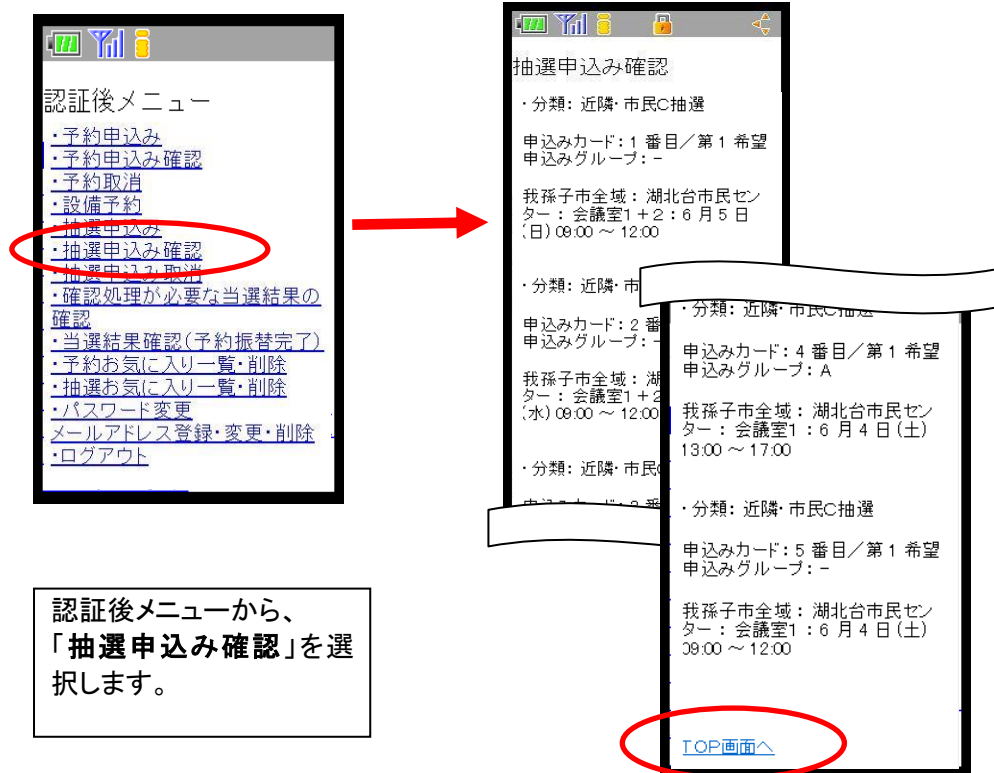 認証後メニュー
・予約申込み
・予約申込み確認
・予約取消
・設備予約
・抽選申込み
・抽選申込み確認
・抽選申込み取消
・確認処理が必要な当選結果の
確認
・当選結果確認(予約振替完了)
・予約お気に入り一覧・削除
・抽選お気に入り一覧・削除
・パスワード変更
メールアドレス登録・変更・削除
・ログアウト
認証後メニューから、
「抽選申込み確認」を選
択します。
抽選申込み確認
・分類: 近隣・市民C抽選
申込みカード:1 番目/第1 希望
申込みグループ:-
我孫子市全域: 湖北台市民セン
ター: 会議室1+2:6 月5 日
(日) 09:00 ~ 12:00
・分類: 近隣・市
申込みカード:2 番
申込みグループ:-
我孫子市全域: 湖
ター: 会議室1+2
(水) 09:00 ~ 12:00
・分類: 近隣・市民
・分類: 近隣・市民C抽選
申込みカード:4 番目/第1 希望
申込みグループ:A
我孫子市全域: 湖北台市民セン
ター: 会議室1:6 月4 日(土)
13:00 ~ 17:00
・分類: 近隣・市民C抽選
申込みカード:5 番目/第1 希望
申込みグループ:-
我孫子市全域: 湖北台市民セン
ター: 会議室1:6 月4 日(土)
09:00 ~ 12:00
TOP画面へ